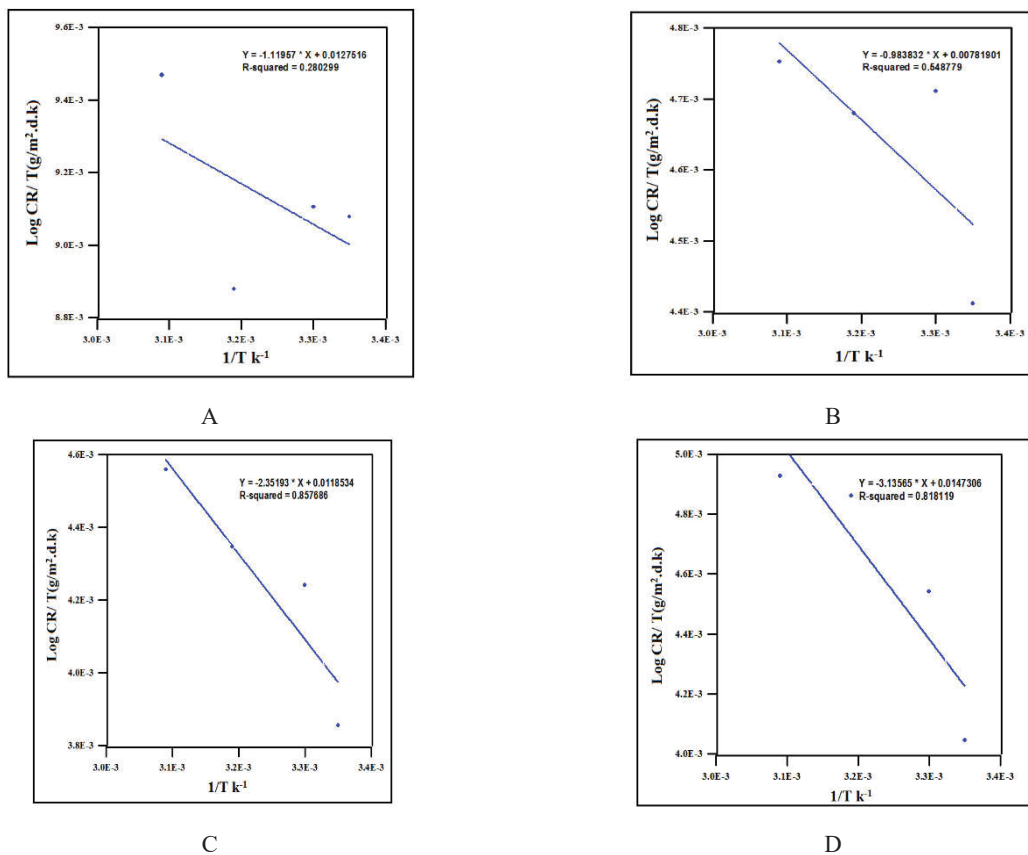 9.6E-3
Y = -1.11957 * X + 0.0127516
R-squared = 0.280299
9.4E-3
9.2E-3
9.0E-3
8.8E-3
Log CR/ T(g/m².d.k)
3.0E-3 3.1E-3 3.2E-3 3.3E-3 3.4E-3
1/T k⁻¹
A
4.8E-3
Y = -0.983832 * X + 0.00781901
R-squared = 0.548779
4.7E-3
4.6E-3
4.5E-3
4.4E-3
Log CR/ T(g/m².d.k)
3.0E-3 3.1E-3 3.2E-3 3.3E-3 3.4E-3
1/T k⁻¹
B
4.6E-3
Y = -2.35193 * X + 0.0118534
R-squared = 0.857686
4.4E-3
4.2E-3
4.0E-3
3.8E-3
Log CR/ T(g/m².d.k)
3.0E-3 3.1E-3 3.2E-3 3.3E-3 3.4E-3
1/T k⁻¹
C
5.0E-3
Y = -3.13565 * X + 0.0147306
R-squared = 0.818119
4.8E-3
4.6E-3
4.4E-3
4.2E-3
4.0E-3
Log CR/ T(g/m².d.k)
3.0E-3 3.1E-3 3.2E-3 3.3E-3 3.4E-3
1/T k⁻¹
D